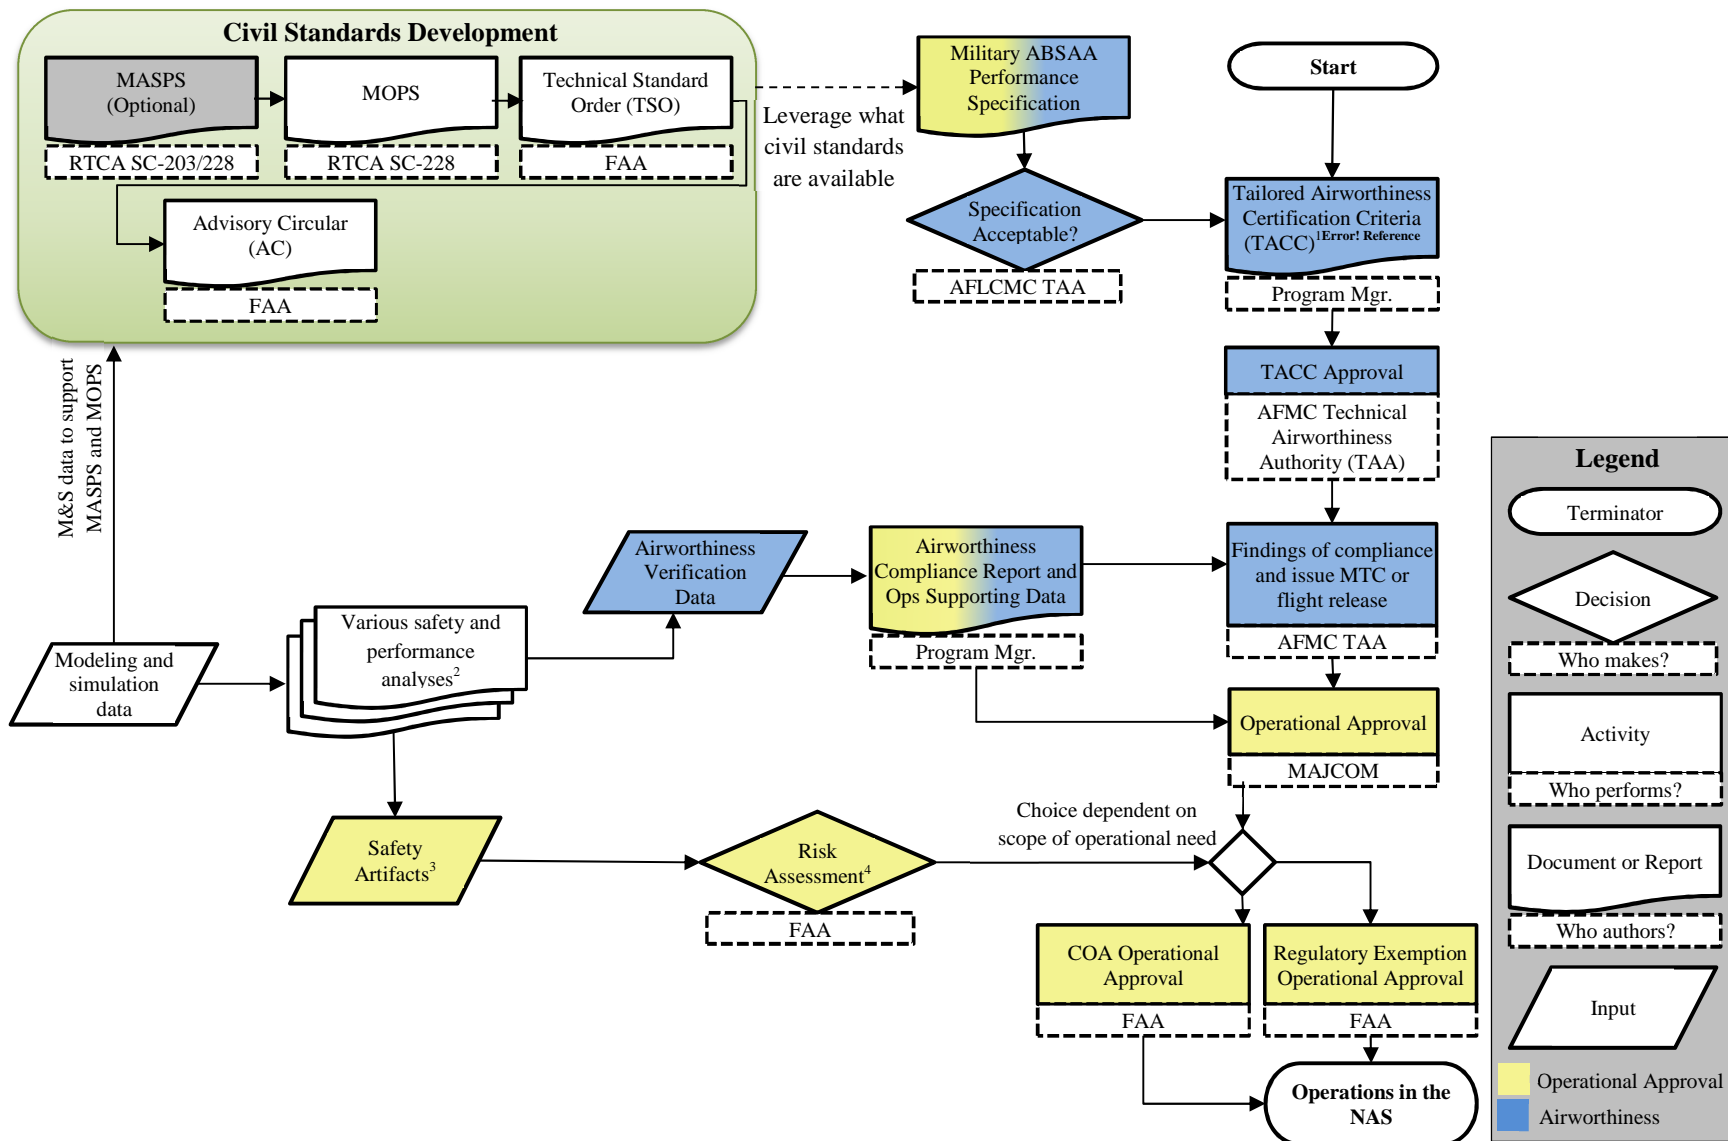 Civil Standards Development
MASPS
(Optional)
RTCA SC-203/228
MOPS
RTCA SC-228
Technical Standard
Order (TSO)
FAA
Advisory Circular
(AC)
FAA
Leverage what
civil standards
are available
Military ABSAA
Performance
Specification
Specification
Acceptable?
AFLCMC TAA
Start
Tailored Airworthiness
Certification Criteria
(TACC)1Error! Reference
Program Mgr.
TACC Approval
AFMC Technical
Airworthiness
Authority (TAA)
M&S data to support
MASPS and MOPS
Modeling and
simulation
data
Various safety and
performance
analyses2
Airworthiness
Verification
Data
Airworthiness
Compliance Report and
Ops Supporting Data
Program Mgr.
Findings of compliance
and issue MTC or
flight release
AFMC TAA
Operational Approval
MAJCOM
Safety
Artifacts3
Risk
Assessment4
FAA
Choice dependent on
scope of operational need
COA Operational
Approval
FAA
Regulatory Exemption
Operational Approval
FAA
Operations in the
NAS
Legend
Terminator
Decision
Who makes?
Activity
Who performs?
Document or Report
Who authors?
Input
Operational Approval
Airworthiness